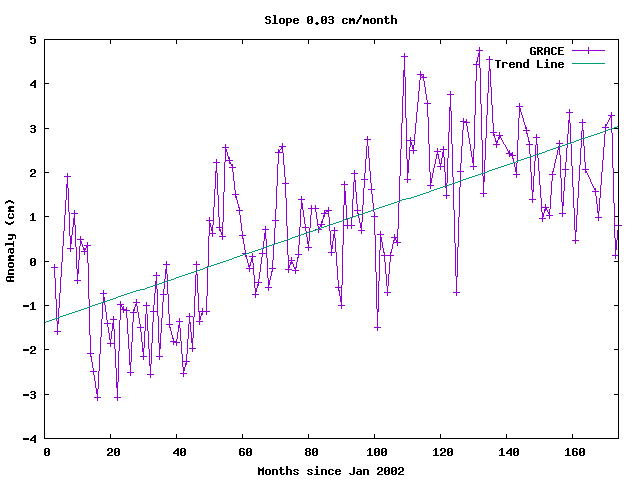 Slope 0.03 cm/month
GRACE
Trend Line
5
4
3
2
1
0
-1
-2
-3
-4
Anomaly (cm)
0 20 40 60 80 100 120 140 160
Months since Jan 2002